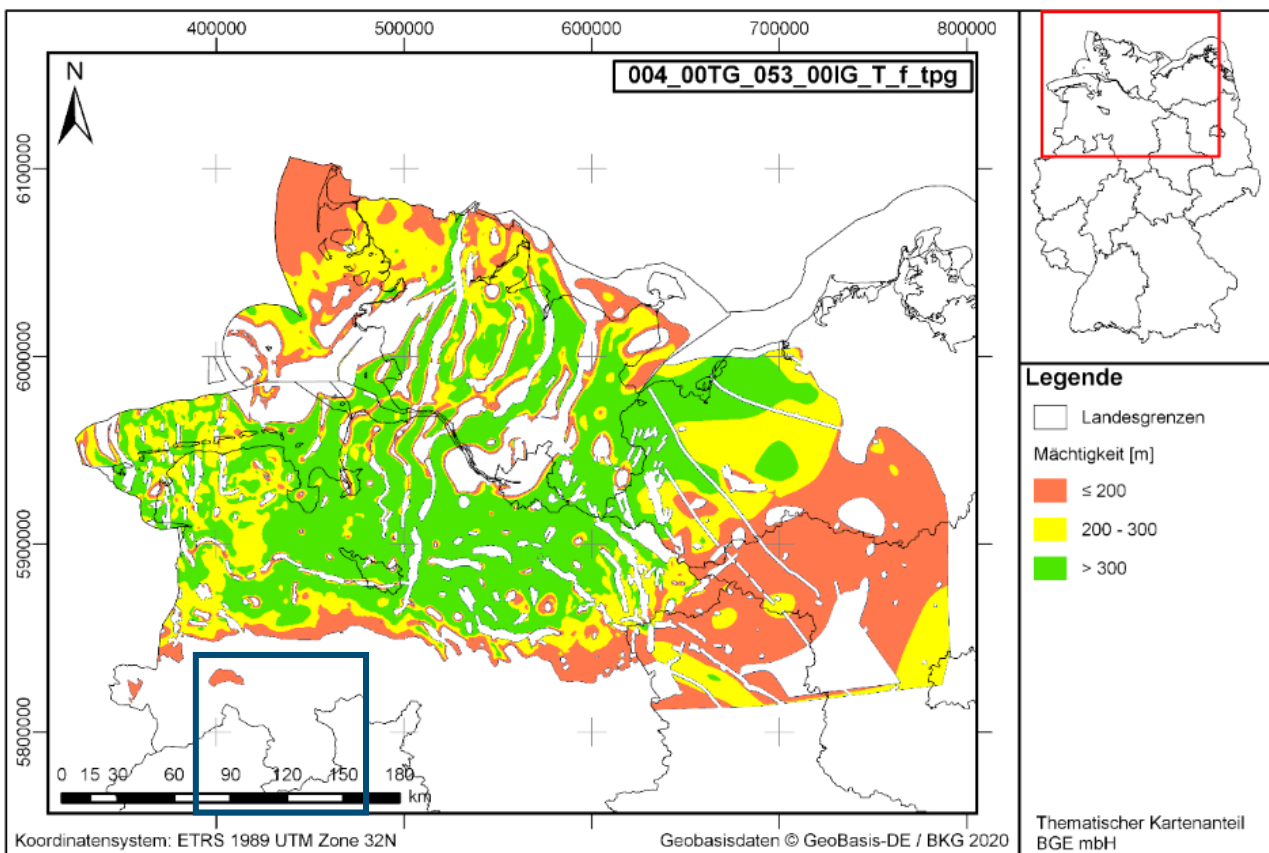 400000 500000 600000 700000 800000
004_00TG_053_00IG_T_f_tpg
N
6100000
6000000
5900000
5800000
Legende
Landesgrenzen
Mächtigkeit [m]
≤ 200
200 - 300
> 300
0 15 30 60 90 120 150 180
km
Koordinatensystem: ETRS 1989 UTM Zone 32N
Geobasisdaten © GeoBasis-DE / BKG 2020
Thematischer Kartenanteil
BGE mbH